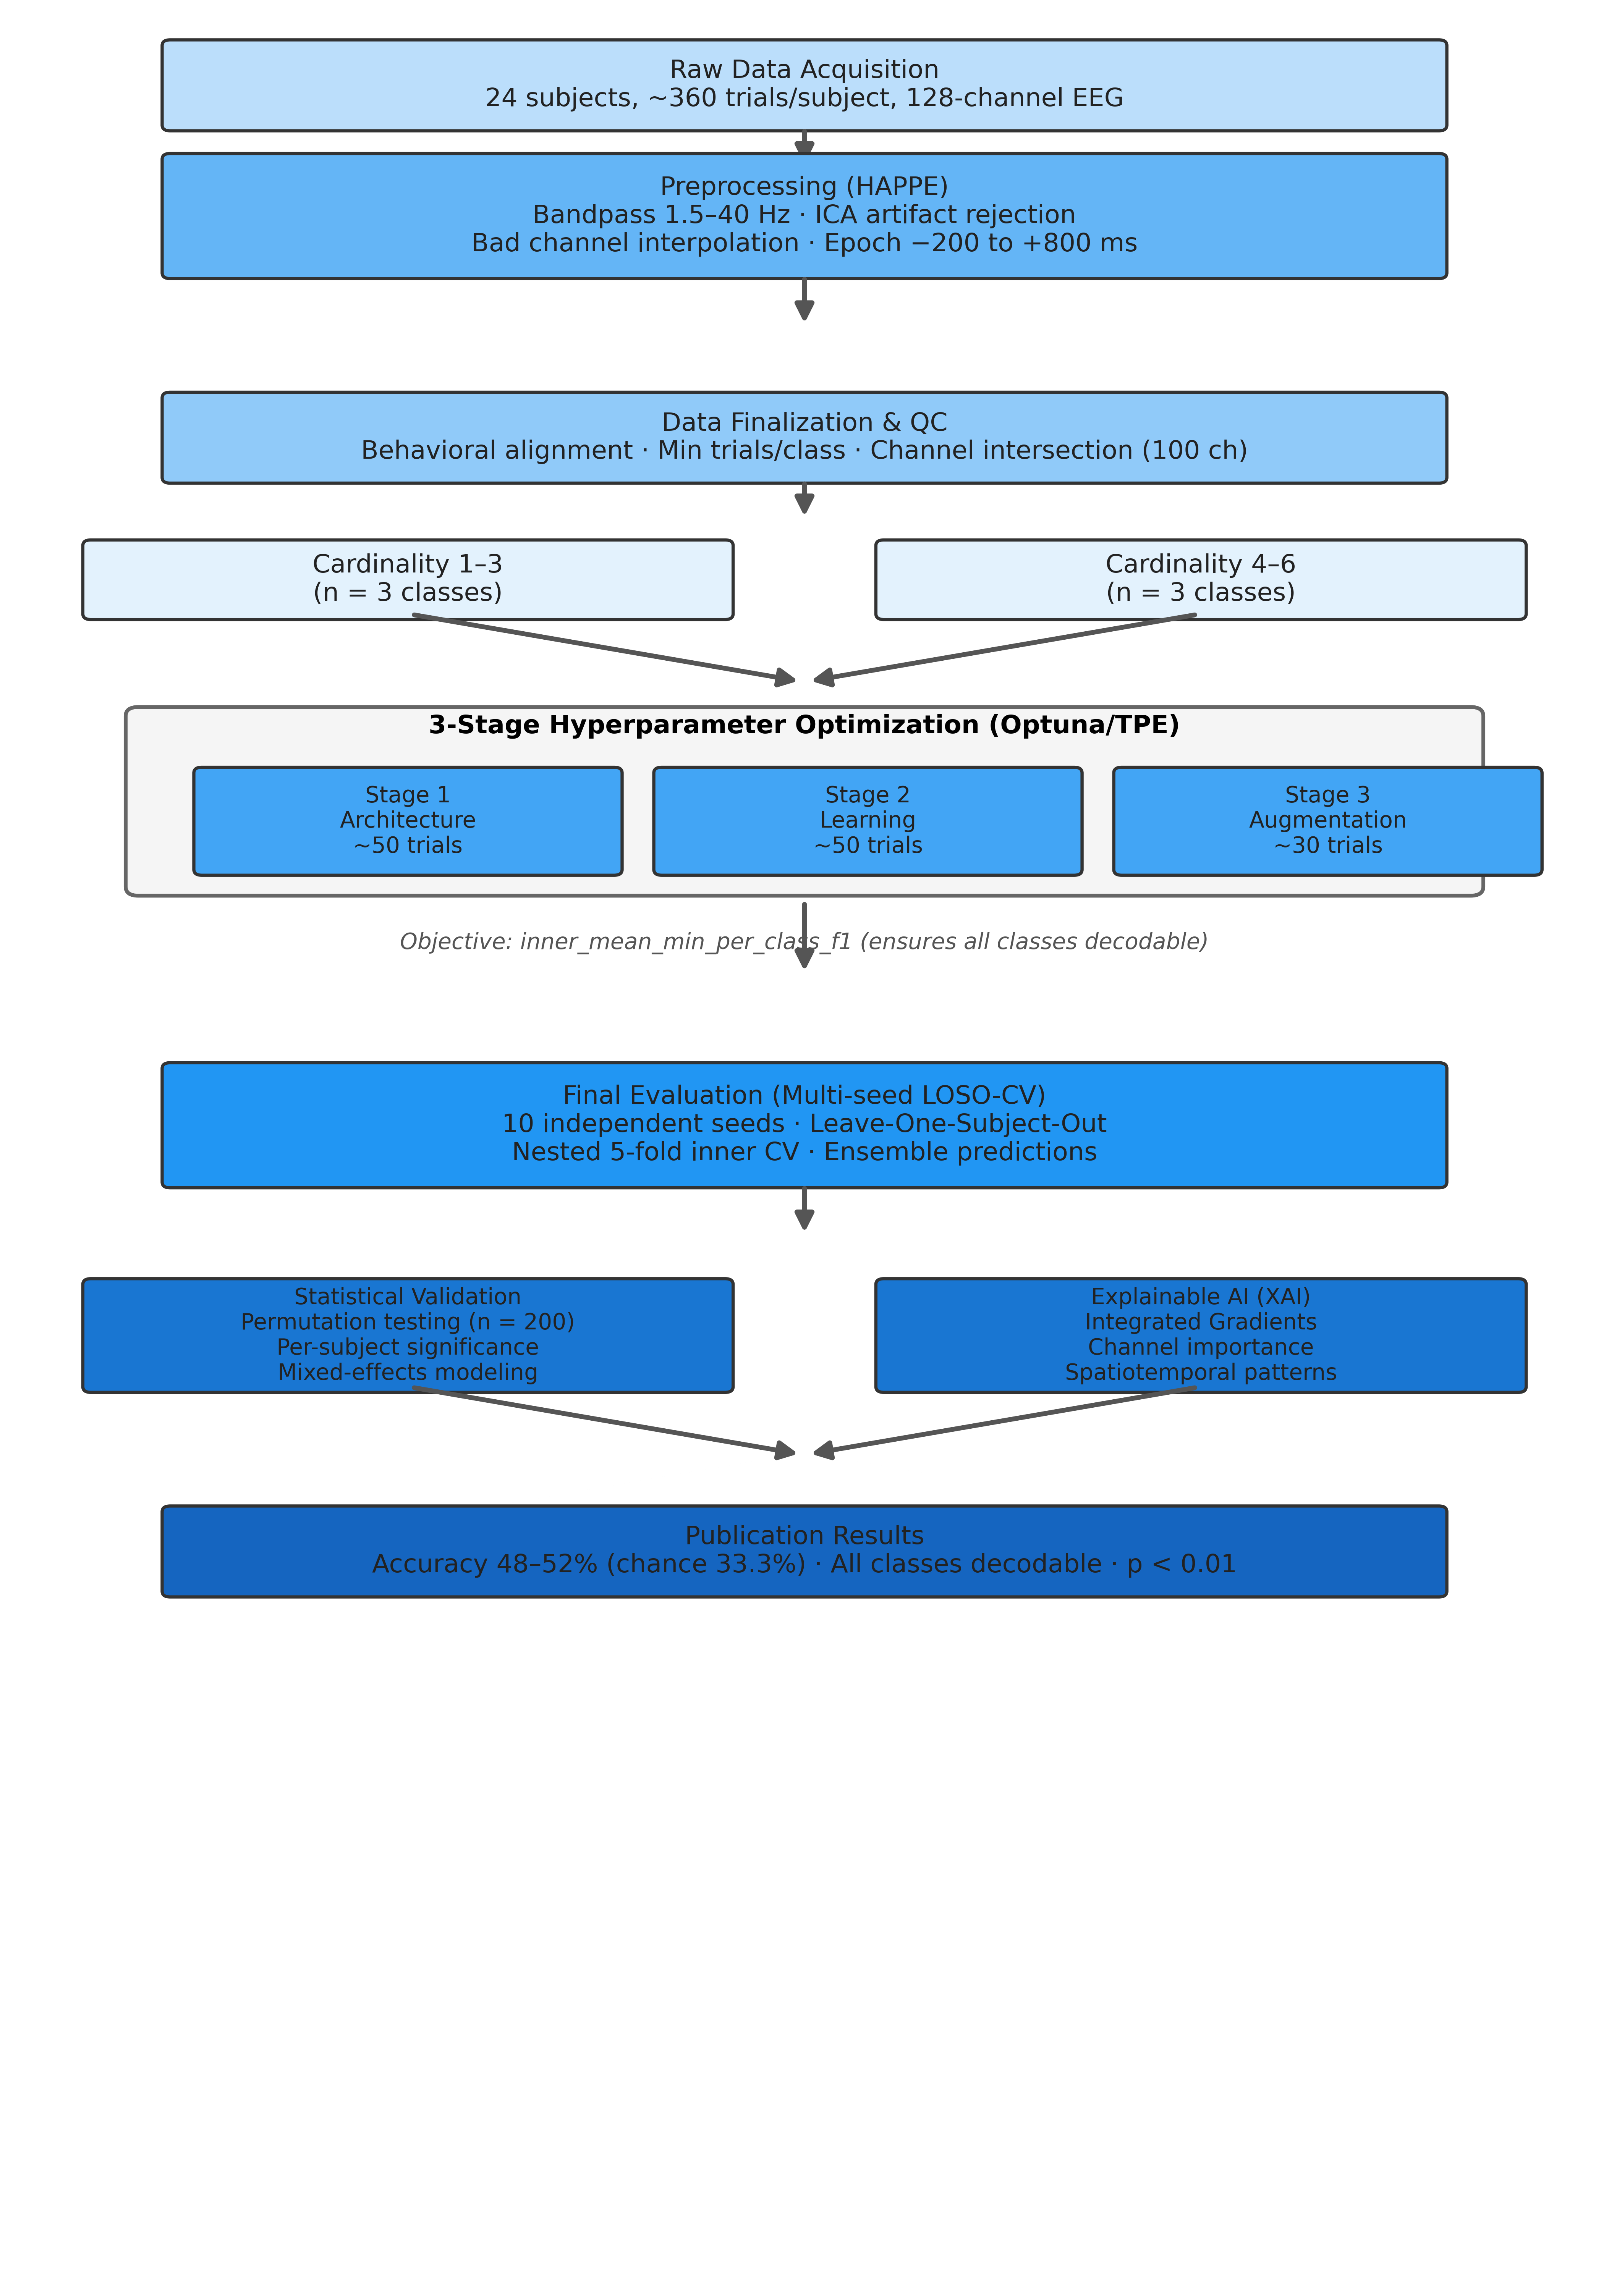 Raw Data Acquisition
24 subjects, ~360 trials/subject, 128-channel EEG
Preprocessing (HAPPE)
Bandpass 1.5–40 Hz · ICA artifact rejection
Bad channel interpolation · Epoch −200 to +800 ms
Data Finalization & QC
Behavioral alignment · Min trials/class · Channel intersection (100 ch)
Cardinality 1–3
(n = 3 classes)
Cardinality 4–6
(n = 3 classes)
3-Stage Hyperparameter Optimization (Optuna/TPE)
Stage 1
Architecture
~50 trials
Stage 2
Learning
~50 trials
Stage 3
Augmentation
~30 trials
Objective: inner_mean_min_per_class_f1 (ensures all classes decodable)
Final Evaluation (Multi-seed LOSO-CV)
10 independent seeds · Leave-One-Subject-Out
Nested 5-fold inner CV · Ensemble predictions
Statistical Validation
Permutation testing (n = 200)
Per-subject significance
Mixed-effects modeling
Explainable AI (XAI)
Integrated Gradients
Channel importance
Spatiotemporal patterns
Publication Results
Accuracy 48–52% (chance 33.3%) · All classes decodable · p < 0.01